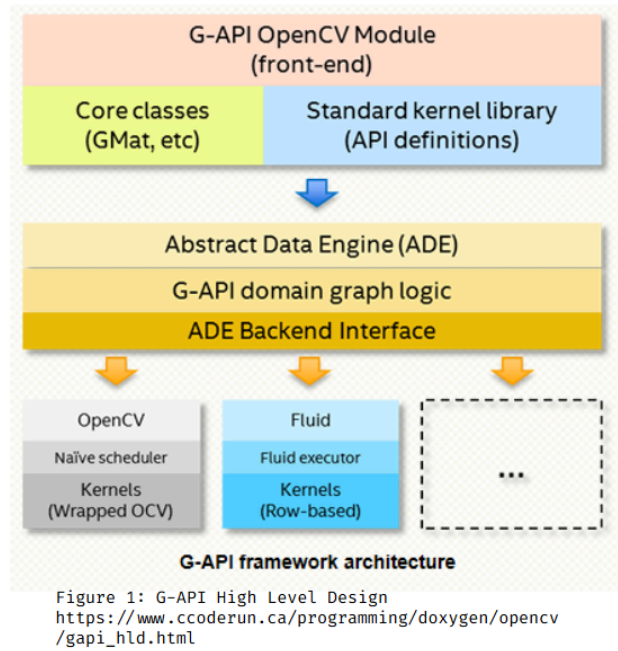 G-API OpenCV Module
(front-end)
Core classes
(GMat, etc)
Standard kernel library
(API definitions)
Abstract Data Engine (ADE)
G-API domain graph logic
ADE Backend Interface
OpenCV
Naïve scheduler
Kernels
(Wrapped OCV)
Fluid
Fluid executor
Kernels
(Row-based)
...
G-API framework architecture
Figure 1: G-API High Level Design
https://www.ccoderun.ca/programming/doxygen/opencv
/gapi_hld.html